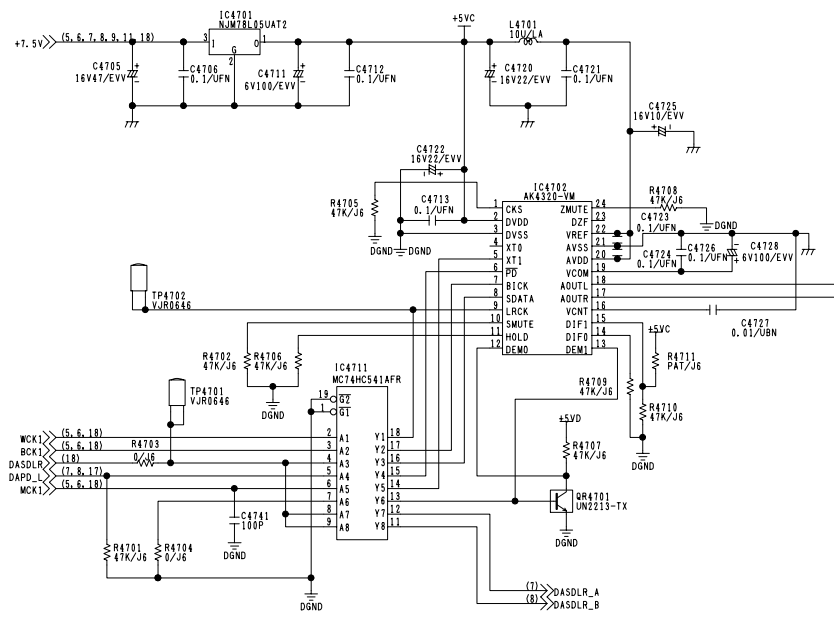 IC4701
NJM78L05UAT2
+7.5V
(5,6,7,8,9,11,18)
3
I
O
1
G
2
+5VC
L4701
10U/LA
C4705
16V47/EVV
C4706
0.1/UFN
C4711
6V100/EVV
C4712
0.1/UFN
C4720
16V22/EVV
C4721
0.1/UFN
C4725
16V10/EVV
C4722
16V22/EVV
C4713
0.1/UFN
R4705
47K/J6
DGND
DGND
IC4702
AK4320-VM
1 CKS
2 DVDD
3 DVSS
4 XT0
5 XT1
6 PD
7 BICK
8 SDATA
9 LRCK
10 SMUTE
11 HOLD
12 DEM0
ZMUTE 24
DZF 23
VREF 22
AVSS 21
AVDD 20
VCOM 19
AOUTL 18
AOUTR 17
VCNT 16
DIF1 15
DIF0 14
DEM1 13
R4708
47K/J6
DGND
C4723
0.1/UFN
C4724
0.1/UFN
C4726
0.1/UFN
C4728
6V100/EVV
C4727
0.01/UBN
TP4702
VJR0646
R4702
47K/J6
R4706
47K/J6
DGND
+5VC
R4711
PAT/J6
R4709
47K/J6
R4710
47K/J6
DGND
TP4701
VJR0646
IC4711
MC74HC541AFR
19 G2
1 G1
2 A1
3 A2
4 A3
5 A4
6 A5
7 A6
8 A7
9 A8
Y1 18
Y2 17
Y3 16
Y4 15
Y5 14
Y6 13
Y7 12
Y8 11
WCK1 (5,6,18)
BCK1 (5,6,18)
DASDLR (18)
DAPD_L (7,8,17)
MCK1 (5,6,18)
R4703
0/J6
C4741
100P
DGND
R4701
47K/J6
R4704
0/J6
DGND
+5VD
R4707
47K/J6
QR4701
UN2213-TX
DGND
(7) DASDLR_A
(8) DASDLR_B